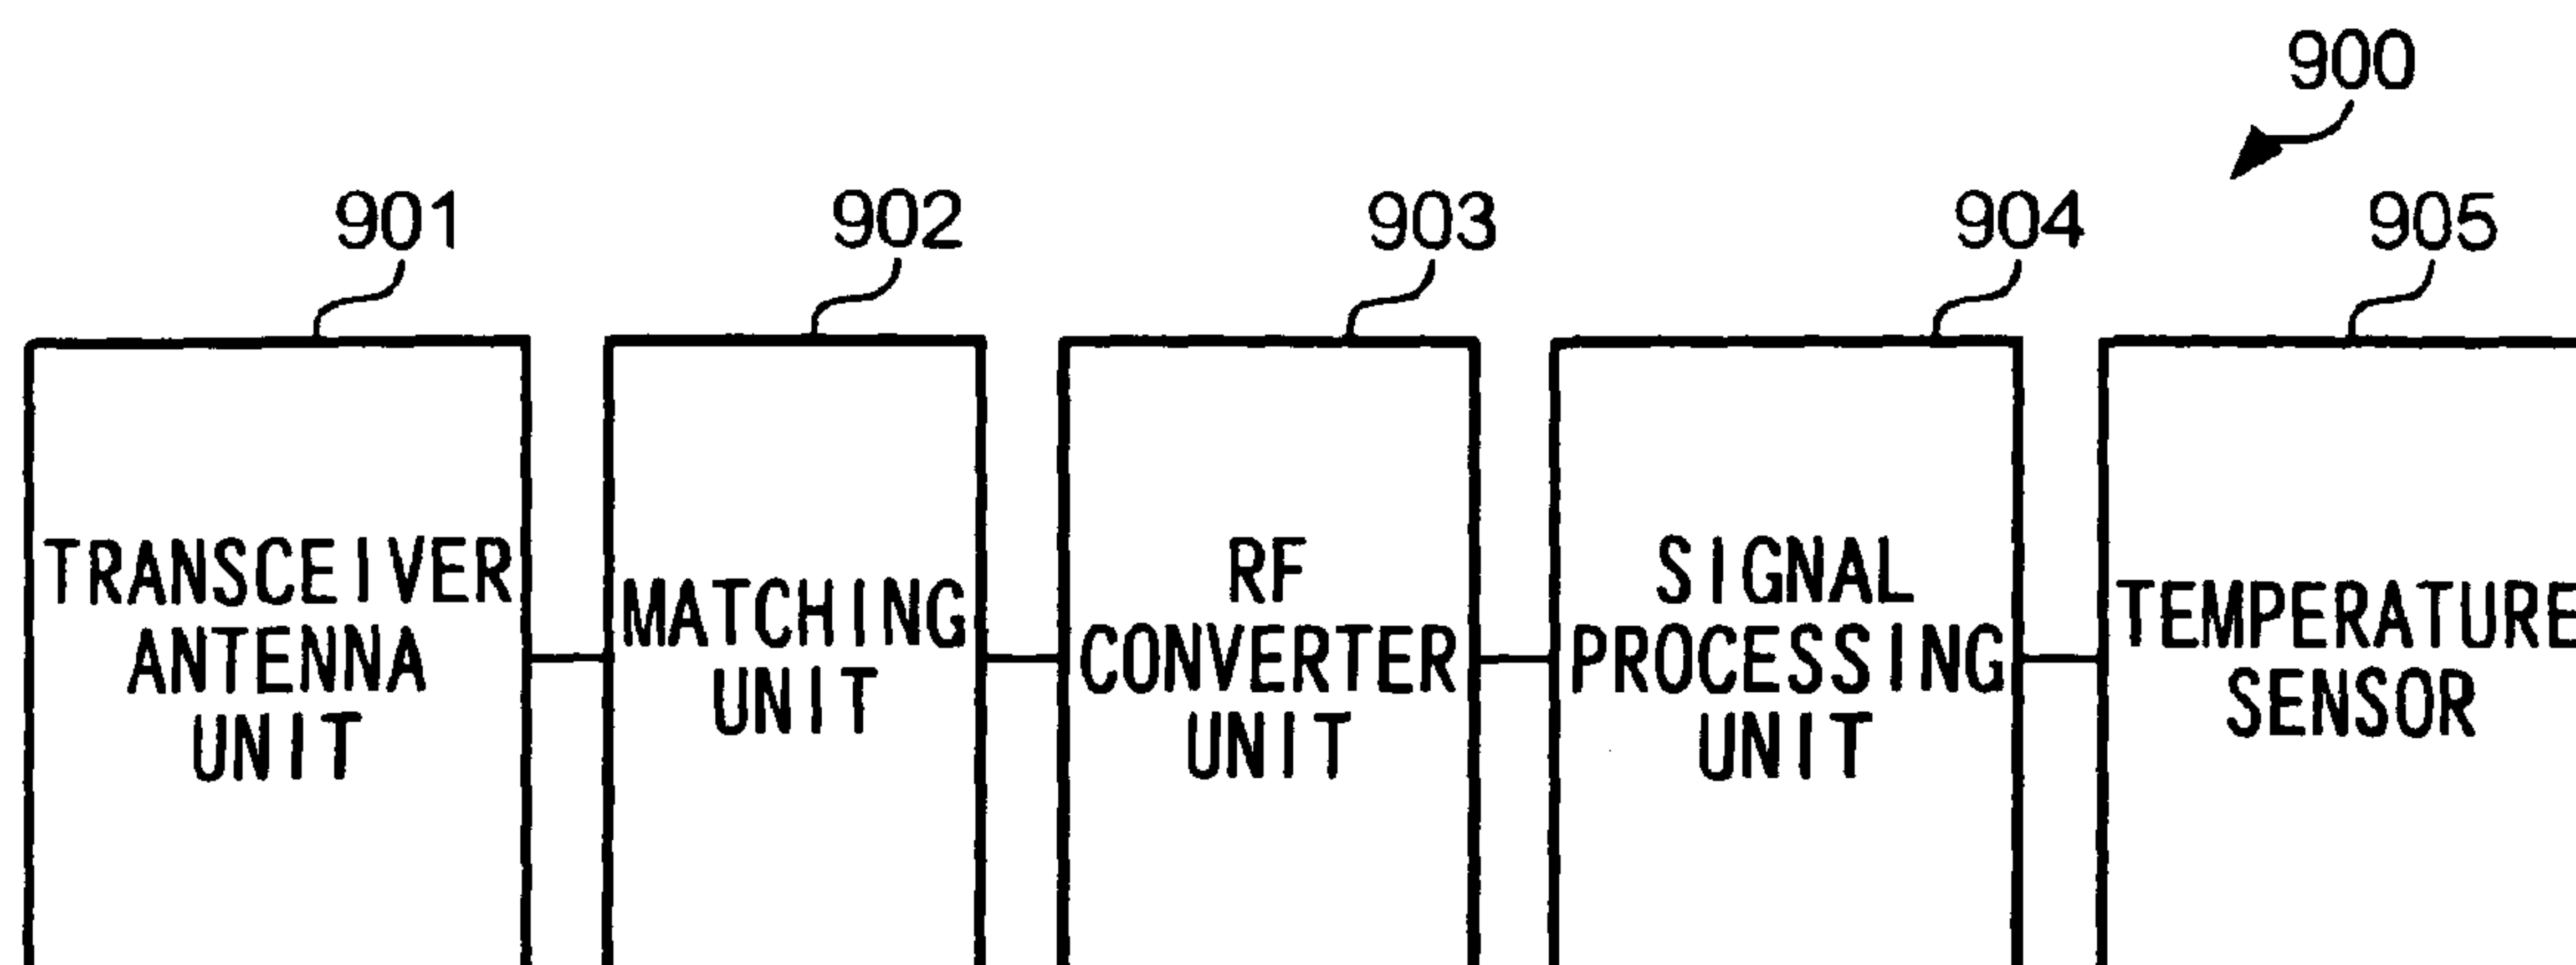 900
901
902
903
904
905
TRANSCEIVER
ANTENNA
UNIT
MATCHING
UNIT
RF
CONVERTER
UNIT
SIGNAL
PROCESSING
UNIT
TEMPERATURE
SENSOR